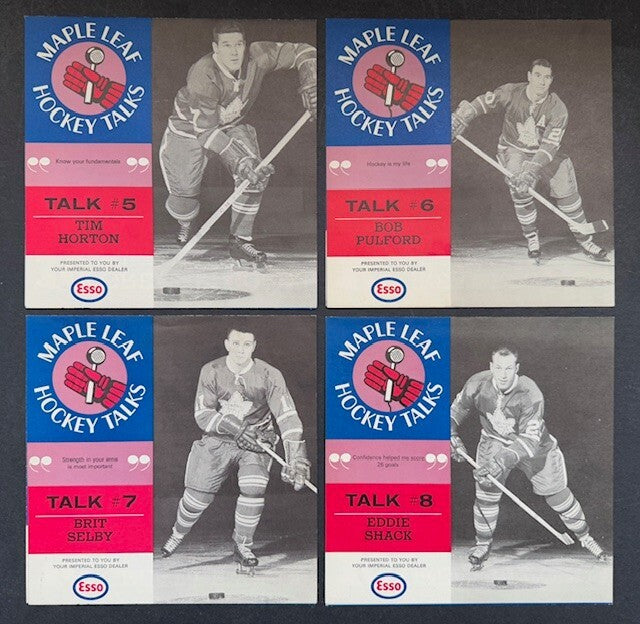 MAPLE LEAF
HOCKEY TALKS
Know your fundamentals
TALK #5
TIM
HORTON
PRESENTED TO YOU BY
YOUR IMPERIAL ESSO DEALER
Esso
MAPLE LEAF
HOCKEY TALKS
Hockey is my life
TALK #6
BOB
PULFORD
PRESENTED TO YOU BY
YOUR IMPERIAL ESSO DEALER
Esso
MAPLE LEAF
HOCKEY TALKS
Strength in your arms
is most important
TALK #7
BRIT
SELBY
PRESENTED TO YOU BY
YOUR IMPERIAL ESSO DEALER
Esso
MAPLE LEAF
HOCKEY TALKS
Confidence helped me score
26 goals
TALK #8
EDDIE
SHACK
PRESENTED TO YOU BY
YOUR IMPERIAL ESSO DEALER
Esso